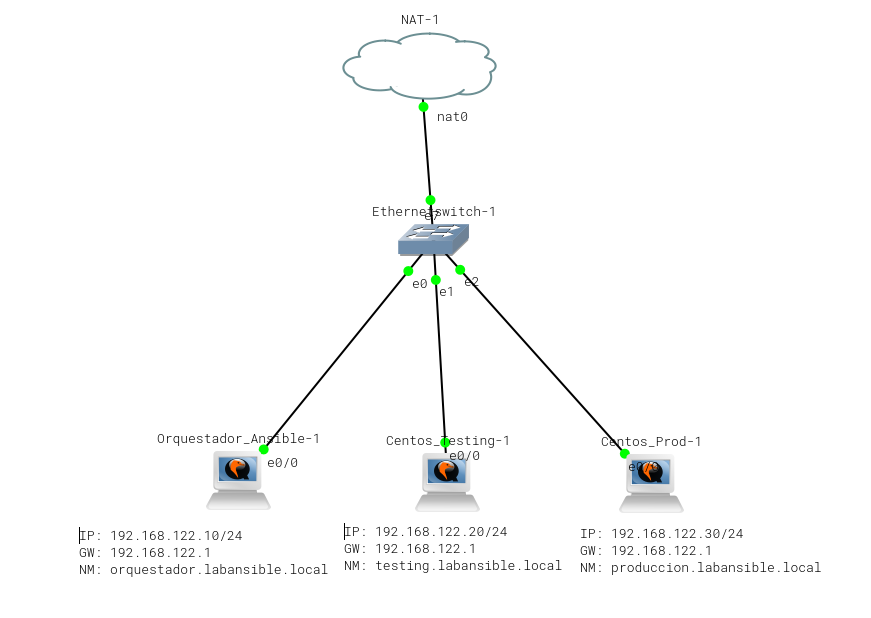 NAT-1
nat0
Ethernetswitch-1
e7
e0
e1
e2
Orquestador_Ansible-1
e0/0
Centos_Testing-1
e0/0
Centos_Prod-1
e0/0
IP: 192.168.122.10/24
GW: 192.168.122.1
NM: orquestador.labansible.local
IP: 192.168.122.20/24
GW: 192.168.122.1
NM: testing.labansible.local
IP: 192.168.122.30/24
GW: 192.168.122.1
NM: produccion.labansible.local